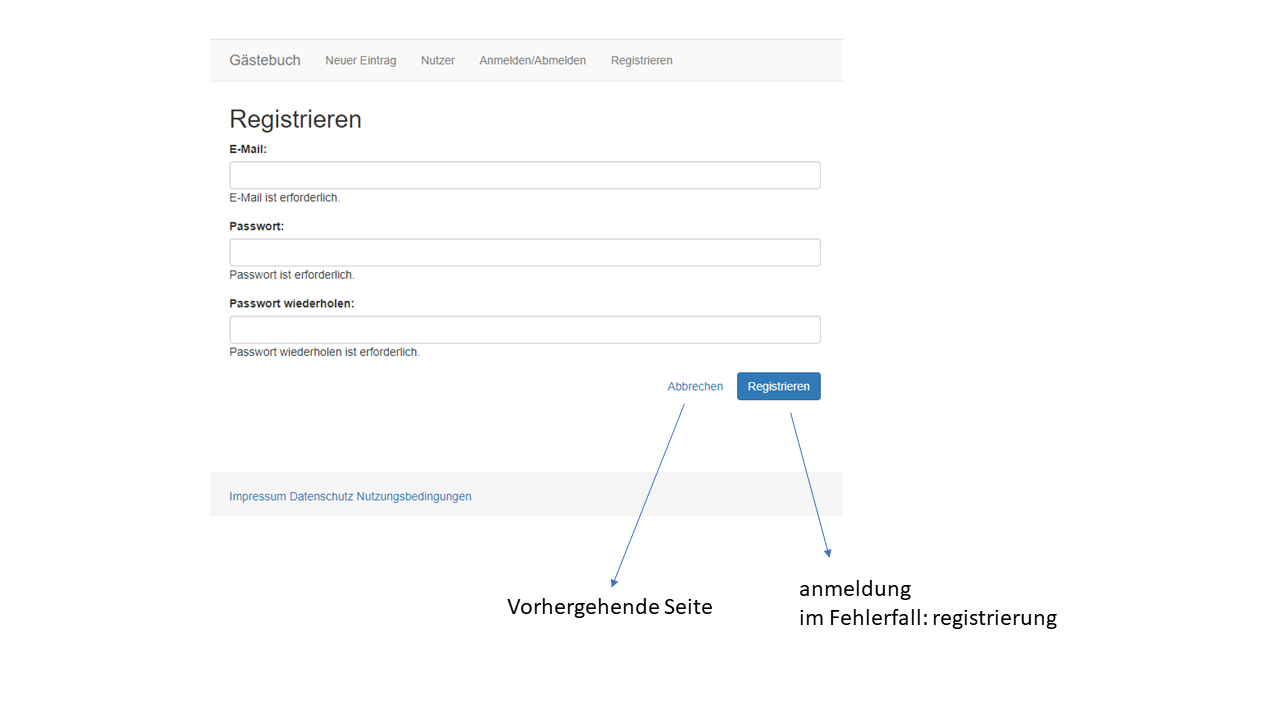 Gästebuch Neuer Eintrag Nutzer Anmelden/Abmelden Registrieren
Registrieren
E-Mail:
E-Mail ist erforderlich.
Passwort:
Passwort ist erforderlich.
Passwort wiederholen:
Passwort wiederholen ist erforderlich.
Abbrechen Registrieren
Impressum Datenschutz Nutzungsbedingungen
Vorhergehende Seite
anmeldung
im Fehlerfall: registrierung